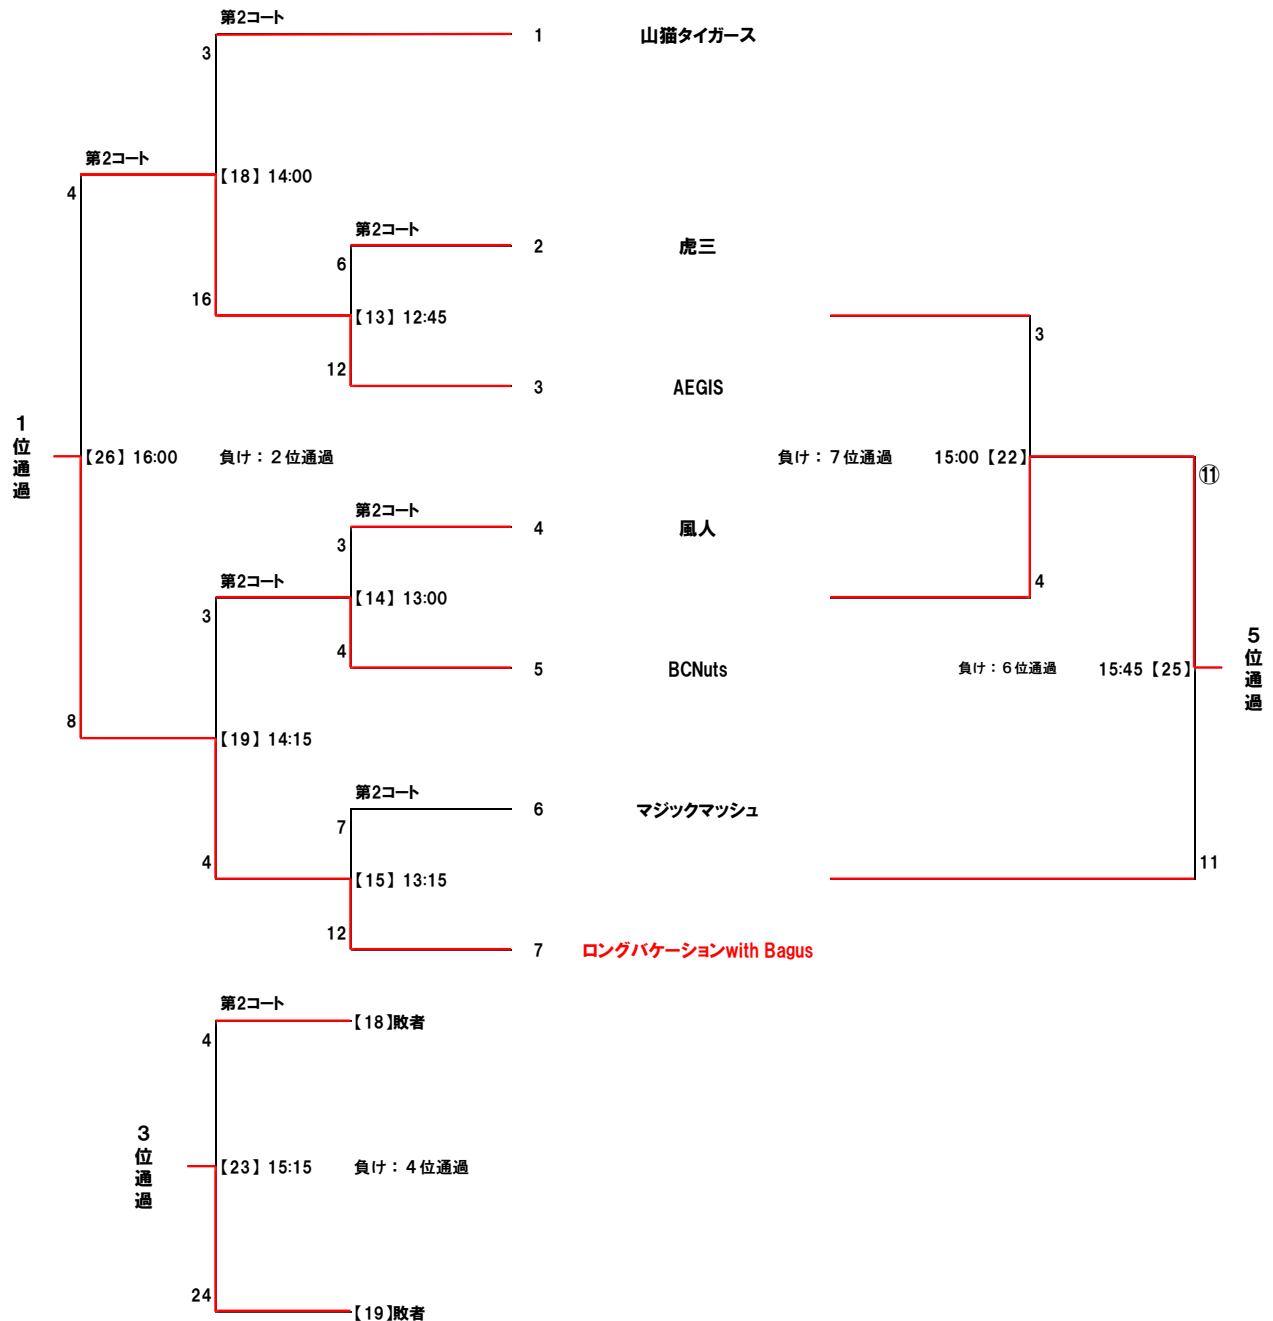 第2コート
3
1
山猫タイガース
第2コート
4
【18】 14:00
第2コート
2
虎三
6
16
【13】 12:45
3
12
3
AEGIS
1位通過
【26】 16:00
負け：２位通過
負け：７位通過
15:00 【22】
⑪
第2コート
4
風人
3
第2コート
【14】 13:00
4
3
4
5
BCNuts
負け：６位通過
15:45 【25】
5位通過
8
【19】 14:15
第2コート
6
マジックマッシュ
7
4
【15】 13:15
11
12
7
ロングバケーションwith Bagus
第2コート
【18】敗者
4
3位通過
【23】 15:15
負け：４位通過
24
【19】敗者